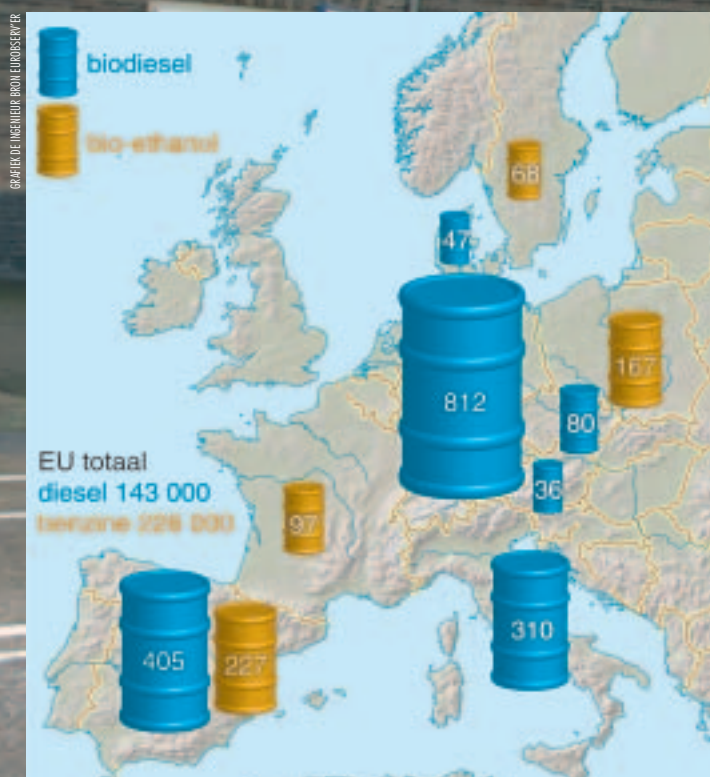 GRAFIEK DE INGENIEUR BRON EUROBSERV'ER
biodiesel
bio-ethanol
68
47
812
167
80
36
EU totaal
diesel 143 000
benzine
97
405
227
310